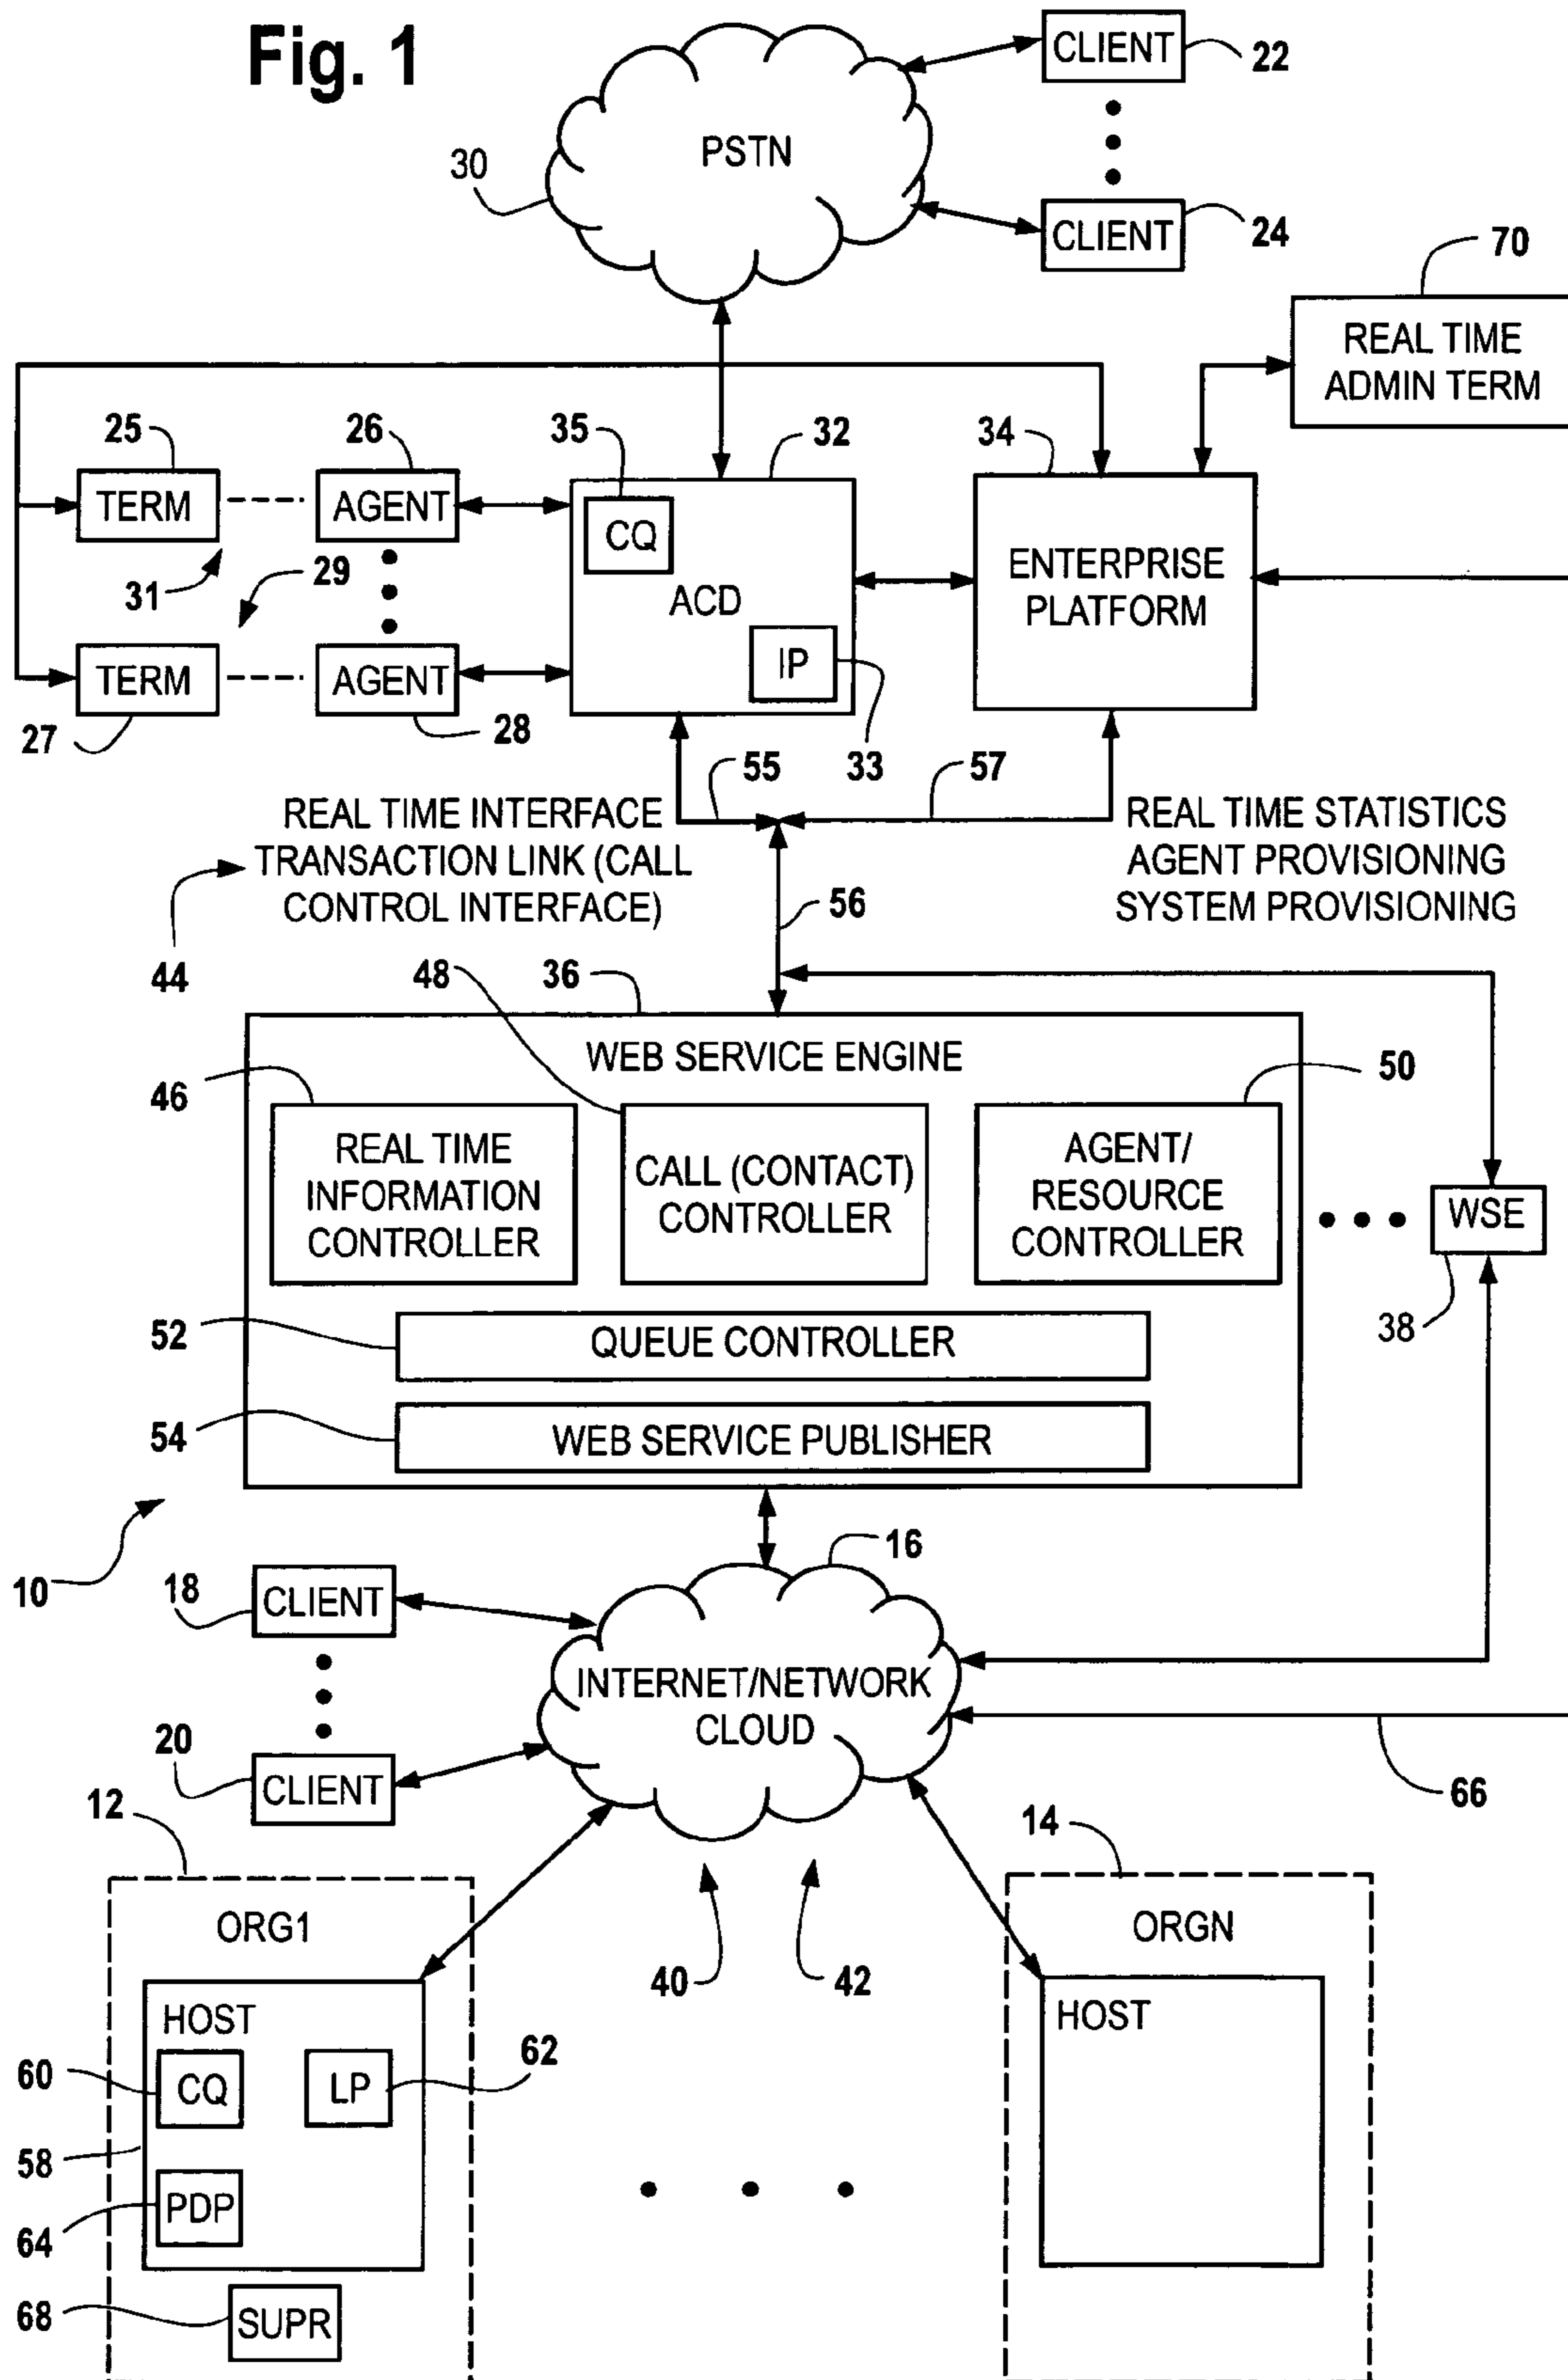 Fig. 1
CLIENT
22
PSTN
30
CLIENT
24
70
REAL TIME
ADMIN TERM
25
26
35
32
34
TERM
AGENT
CQ
ENTERPRISE
PLATFORM
ACD
31
29
IP
TERM
AGENT
27
28
33
55
57
REAL TIME INTERFACE
TRANSACTION LINK (CALL
CONTROL INTERFACE)
REAL TIME STATISTICS
AGENT PROVISIONING
SYSTEM PROVISIONING
56
44
48
36
WEB SERVICE ENGINE
46
50
REAL TIME
INFORMATION
CONTROLLER
CALL (CONTACT)
CONTROLLER
AGENT/
RESOURCE
CONTROLLER
WSE
38
52
QUEUE CONTROLLER
54
WEB SERVICE PUBLISHER
10
16
18
CLIENT
INTERNET/NETWORK
CLOUD
20
CLIENT
66
12
14
ORG1
ORGN
40
42
HOST
HOST
60
CQ
LP
62
58
PDP
64
68
SUPR